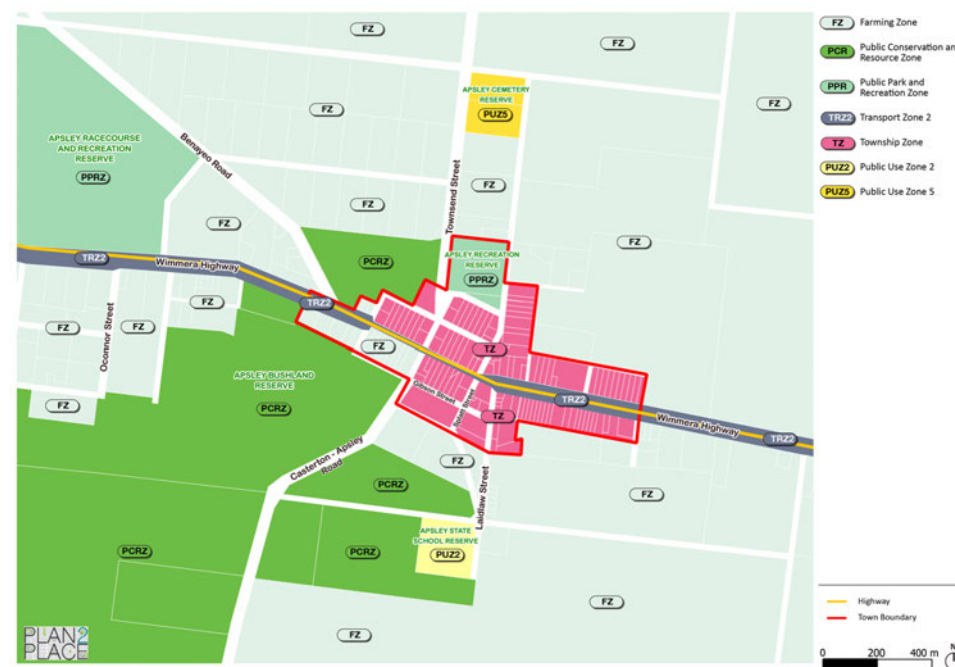 FZ
FZ
FZ
FZ
APSLEY CEMETERY
RESERVE
PUZ5
APSLEY RACECOURSE
AND RECREATION
RESERVE
PPRZ
Benayeo Road
Townsend Street
FZ
FZ
FZ
PCRZ
APSLEY RECREATION
RESERVE
PPRZ
TRZ2
Wimmera Highway
FZ
TRZ2
FZ
FZ
Oconnor Street
FZ
TZ
APSLEY BUSHLAND
RESERVE
PCRZ
Gibson Street
Splatt Street
TRZ2
FZ
TZ
Wimmera Highway
TRZ2
Casterton - Apsley
Road
FZ
PCRZ
Laidlaw Street
FZ
APSLEY STATE
SCHOOL RESERVE
PUZ2
PCRZ
PCRZ
FZ
FZ
PLAN2
PLACE
FZ Farming Zone
PCR Public Conservation an
Resource Zone
PPR Public Park and
Recreation Zone
TRZ2 Transport Zone 2
TZ Township Zone
PUZ2 Public Use Zone 2
PUZ5 Public Use Zone 5
Highway
Town Boundary
0 200 400 m
N